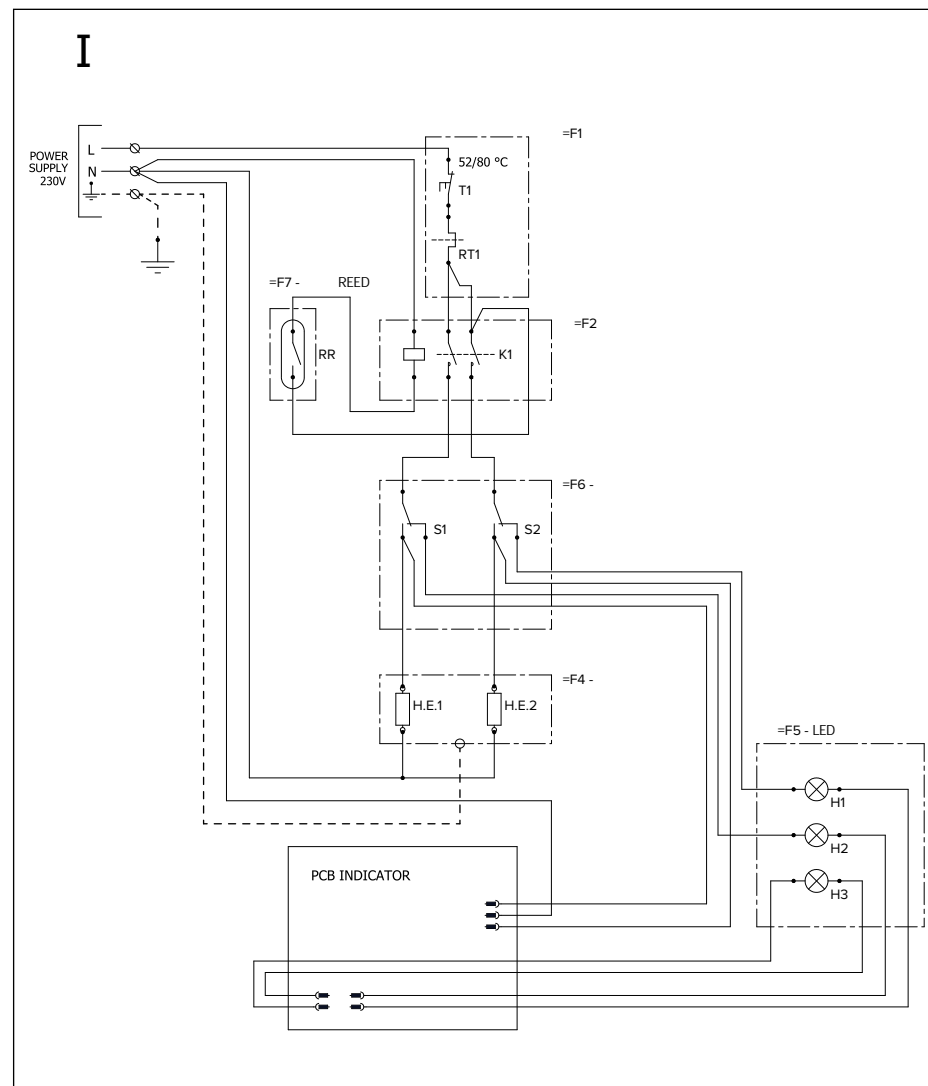 I
=F1
L
52/80 °C
POWER
SUPPLY
230V
N
T1
RT1
=F7 - REED
=F2
RR
K1
=F6 -
S1
S2
=F4 -
H.E.1
H.E.2
=F5 - LED
H1
H2
PCB INDICATOR
H3